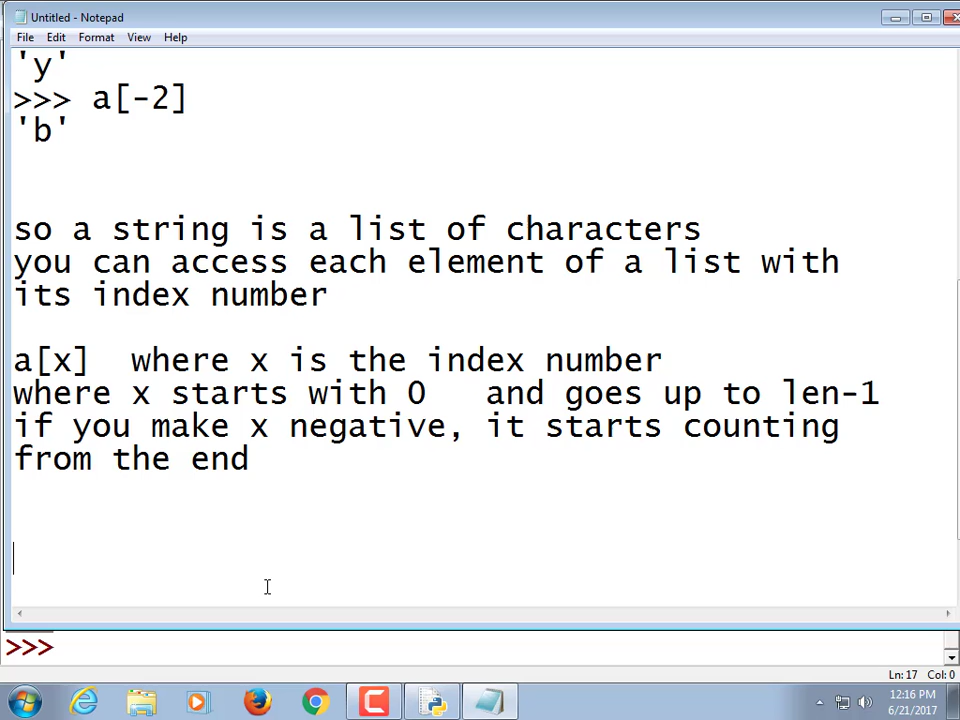 Untitled - Notepad
File Edit Format View Help
'y'
>>> a[-2]
'b'
so a string is a list of characters
you can access each element of a list with
its index number
a[x]  where x is the index number
where x starts with 0   and goes up to len-1
if you make x negative, it starts counting
from the end
>>>
Ln: 17 Col: 0
12:16 PM
6/21/2017